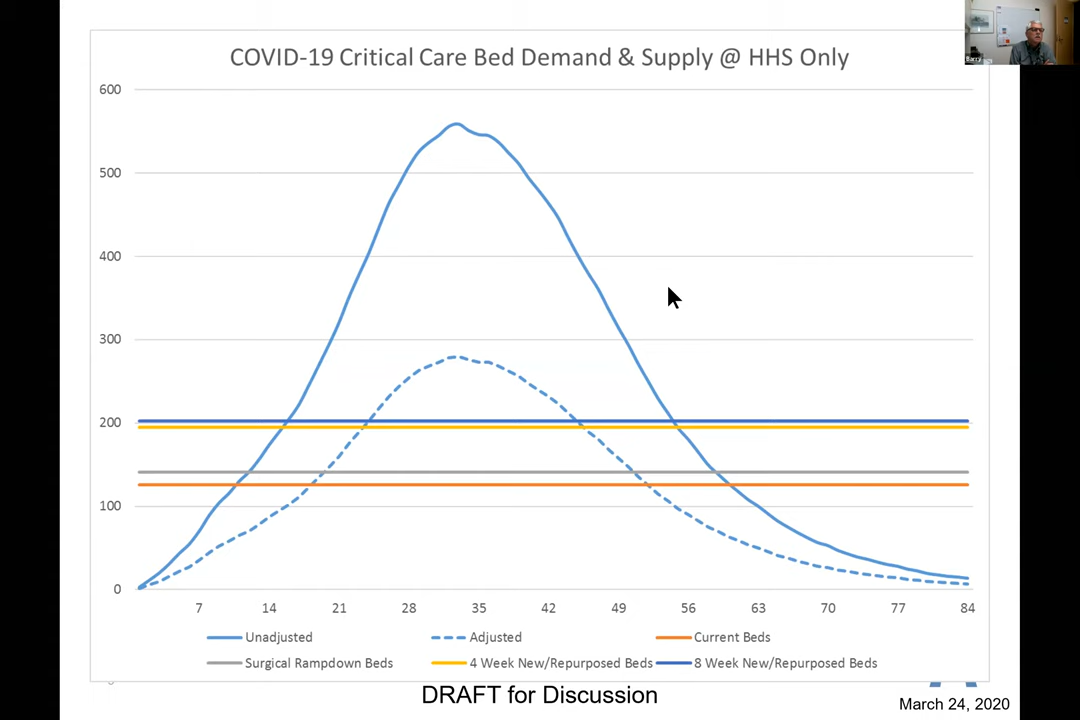 COVID-19 Critical Care Bed Demand & Supply @ HHS Only
Barry
600
500
400
300
200
100
0
7 14 21 28 35 42 49 56 63 70 77 84
Unadjusted Adjusted Current Beds
Surgical Rampdown Beds 4 Week New/Repurposed Beds 8 Week New/Repurposed Beds
DRAFT for Discussion
March 24, 2020